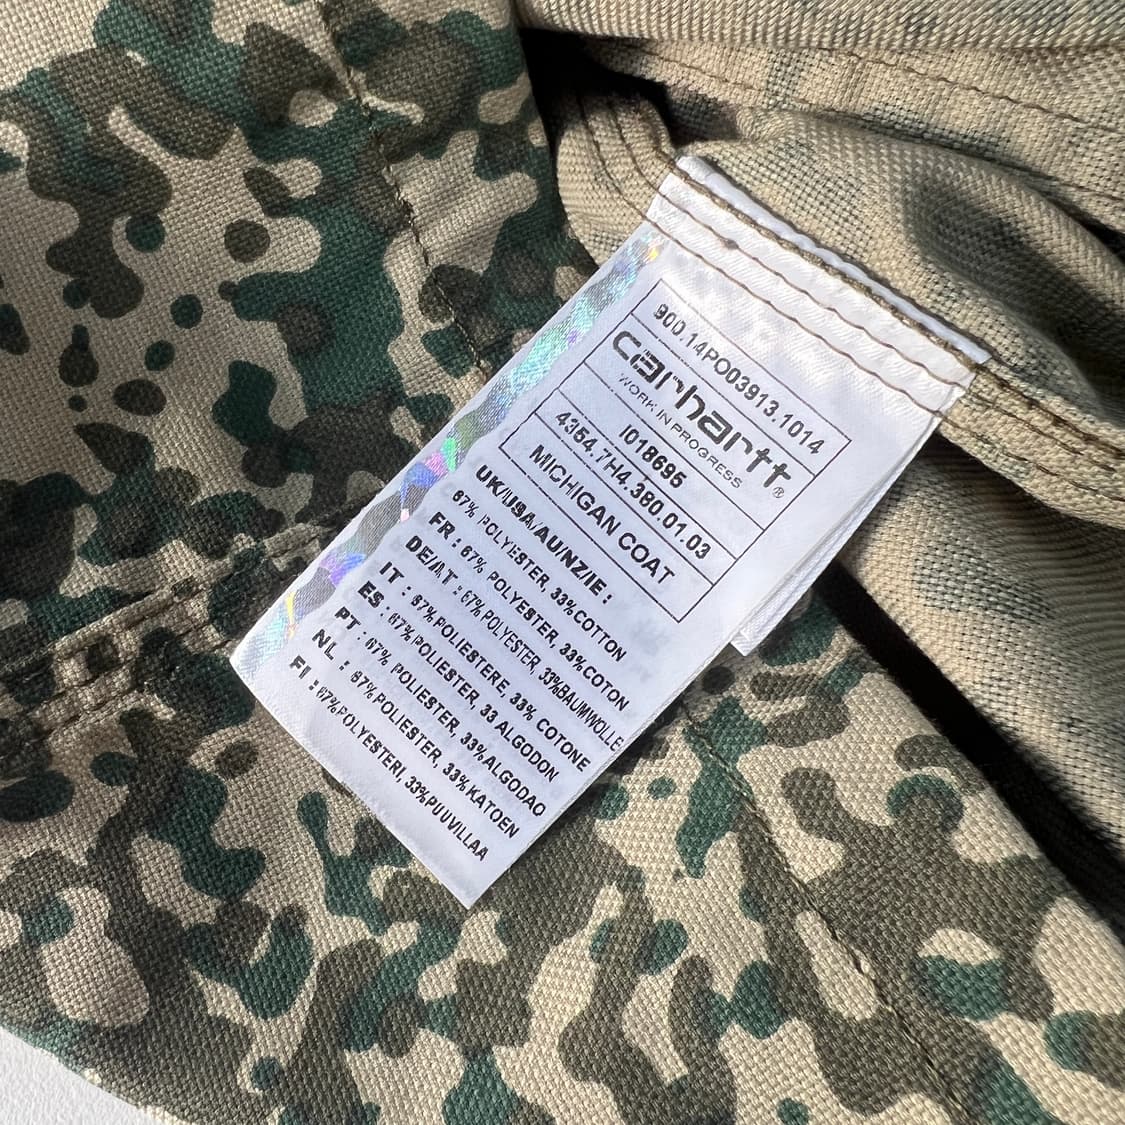 900.14PO03913.1014
carhartt®
WORK IN PROGRESS
I018695
4354.7H4.380.01.03
MICHIGAN COAT
UK/USA/AU/NZ/IE :
67% POLYESTER, 33%COTTON
FR : 67% POLYESTER, 33%COTON
DE/AT : 67% POLYESTER, 33%BAUMWOLLE
IT : 67% POLIESTERE, 33% COTONE
ES : 67%POLIESTER, 33 ALGODON
PT : 67% POLIESTER, 33%ALGODAO
NL : 67% POLIESTER, 33%KATOEN
FI : 67%POLYESTERI, 33%PUUVILLAA